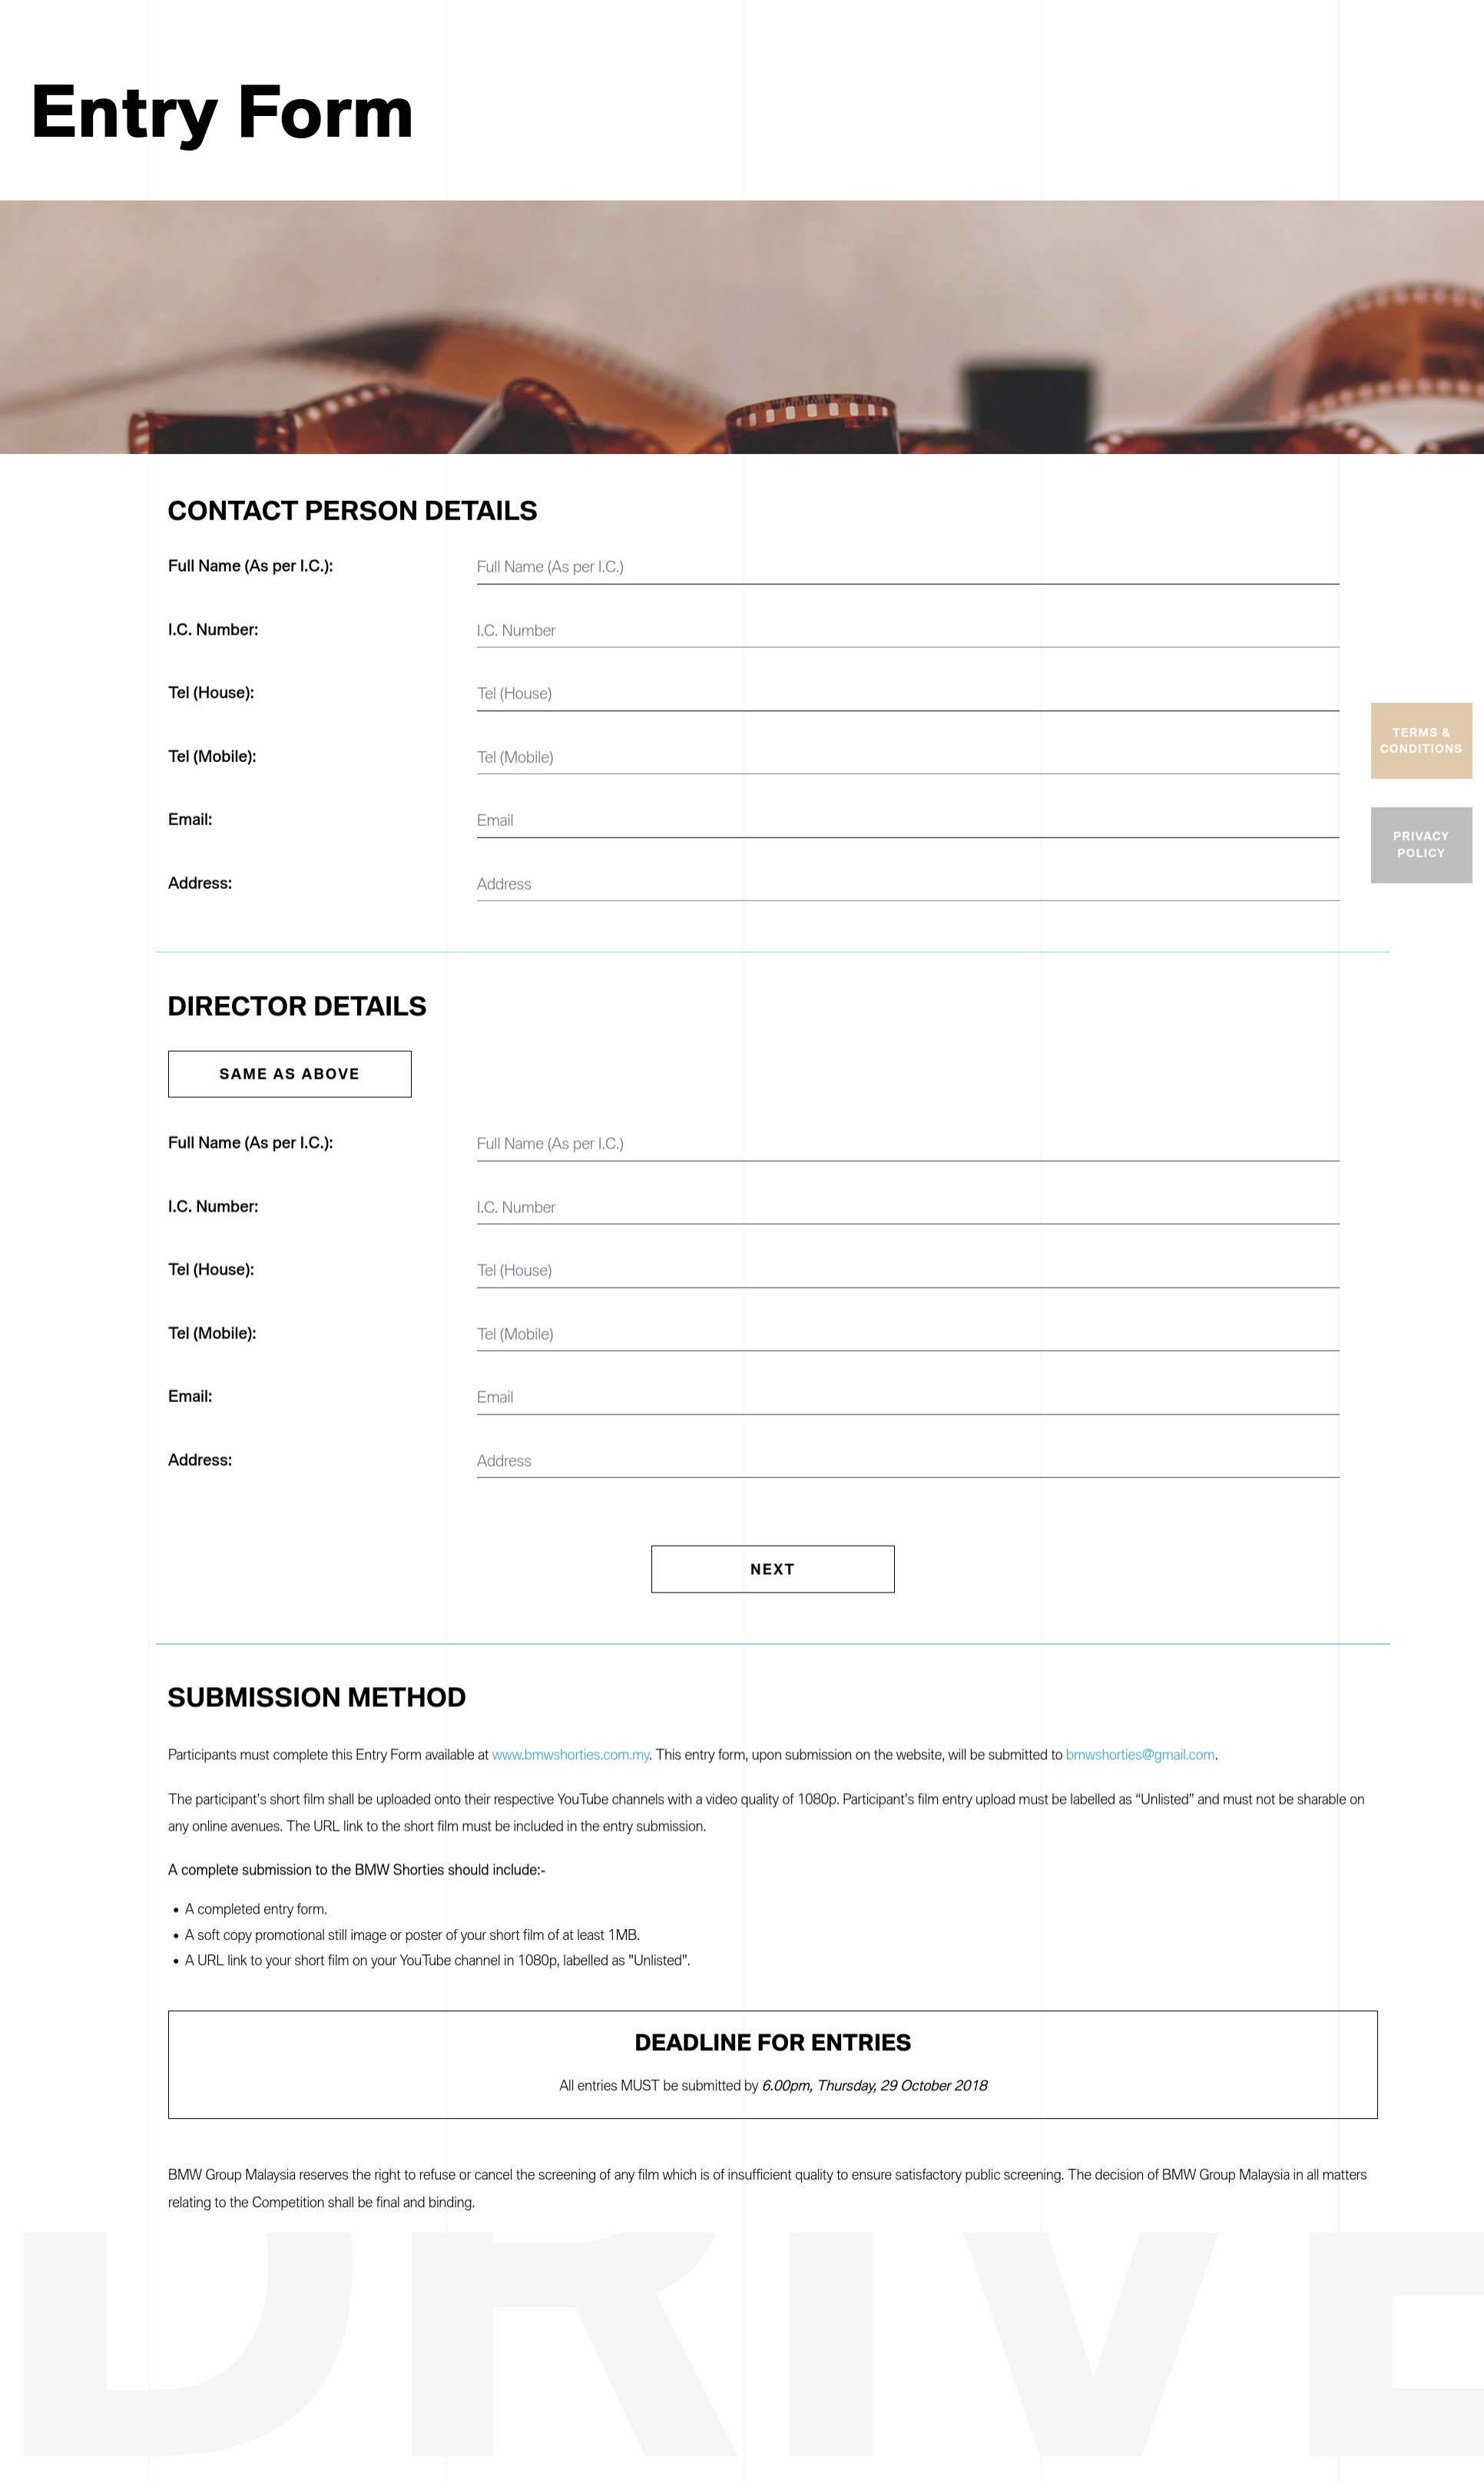 Entry Form
CONTACT PERSON DETAILS
Full Name (As per I.C.):
Full Name (As per I.C.)
I.C. Number:
I.C. Number
Tel (House):
Tel (House)
Tel (Mobile):
Tel (Mobile)
Email:
Email
Address:
Address
TERMS &
CONDITIONS
PRIVACY
POLICY
DIRECTOR DETAILS
SAME AS ABOVE
Full Name (As per I.C.):
Full Name (As per I.C.)
I.C. Number:
I.C. Number
Tel (House):
Tel (House)
Tel (Mobile):
Tel (Mobile)
Email:
Email
Address:
Address
NEXT
SUBMISSION METHOD
Participants must complete this Entry Form available at www.bmwshorties.com.my. This entry form, upon submission on the website, will be submitted to bmwshorties@gmail.com.
The participant's short film shall be uploaded onto their respective YouTube channels with a video quality of 1080p. Participant's film entry upload must be labelled as “Unlisted” and must not be sharable on
any online avenues. The URL link to the short film must be included in the entry submission.
A complete submission to the BMW Shorties should include:-
• A completed entry form.
• A soft copy promotional still image or poster of your short film of at least 1MB.
• A URL link to your short film on your YouTube channel in 1080p, labelled as "Unlisted".
DEADLINE FOR ENTRIES
All entries MUST be submitted by 6.00pm, Thursday, 29 October 2018
BMW Group Malaysia reserves the right to refuse or cancel the screening of any film which is of insufficient quality to ensure satisfactory public screening. The decision of BMW Group Malaysia in all matters
relating to the Competition shall be final and binding.
DRIVE